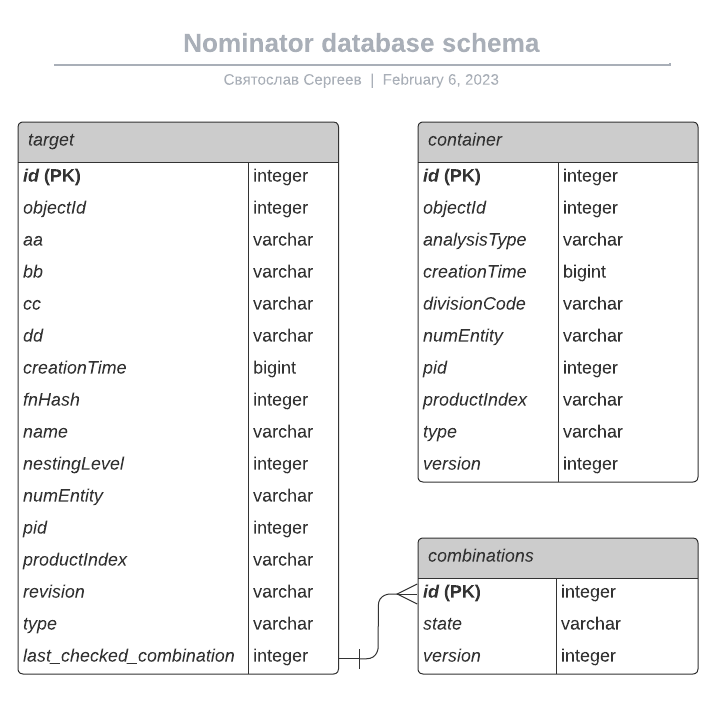 Nominator database schema
Святослав Сергеев | February 6, 2023
target
id (PK) integer
objectId integer
aa varchar
bb varchar
cc varchar
dd varchar
creationTime bigint
fnHash integer
name varchar
nestingLevel integer
numEntity varchar
pid integer
productIndex varchar
revision varchar
type varchar
last_checked_combination integer
container
id (PK) integer
objectId integer
analysisType varchar
creationTime bigint
divisionCode varchar
numEntity varchar
pid integer
productIndex varchar
type varchar
version integer
combinations
id (PK) integer
state varchar
version integer